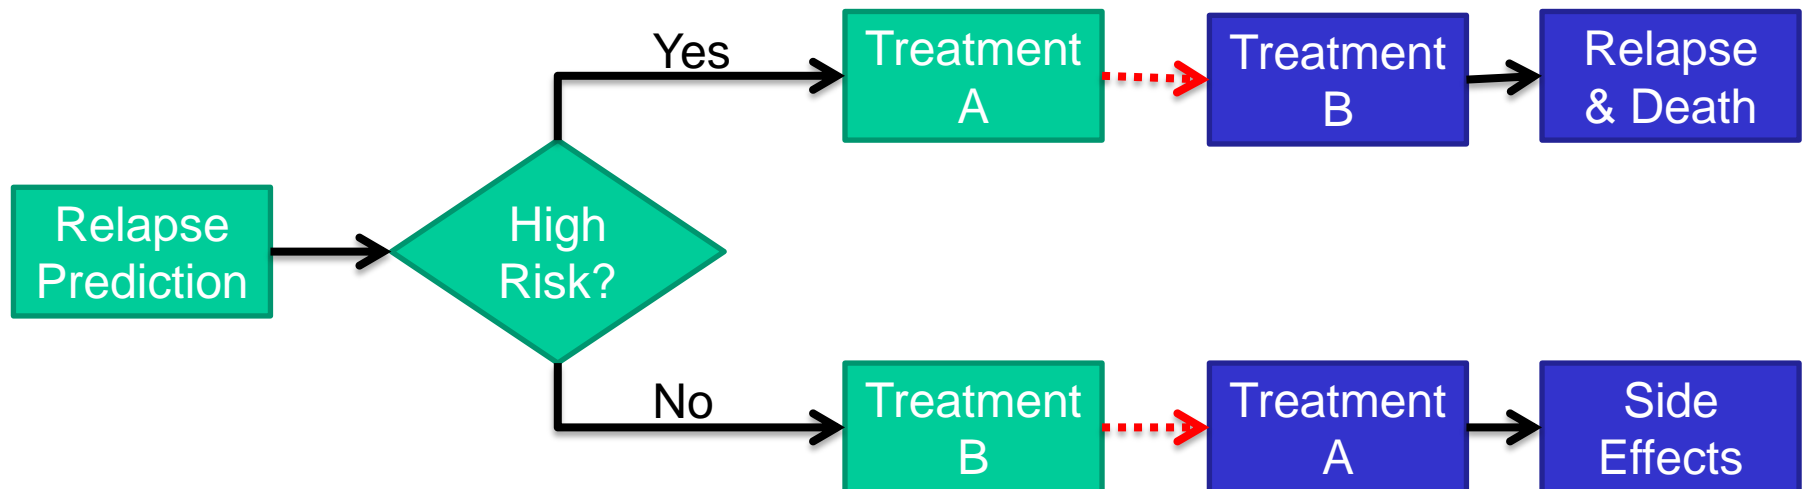 Relapse
Prediction
High
Risk?
Yes
Treatment
A
Treatment
B
Relapse
& Death
No
Treatment
B
Treatment
A
Side
Effects